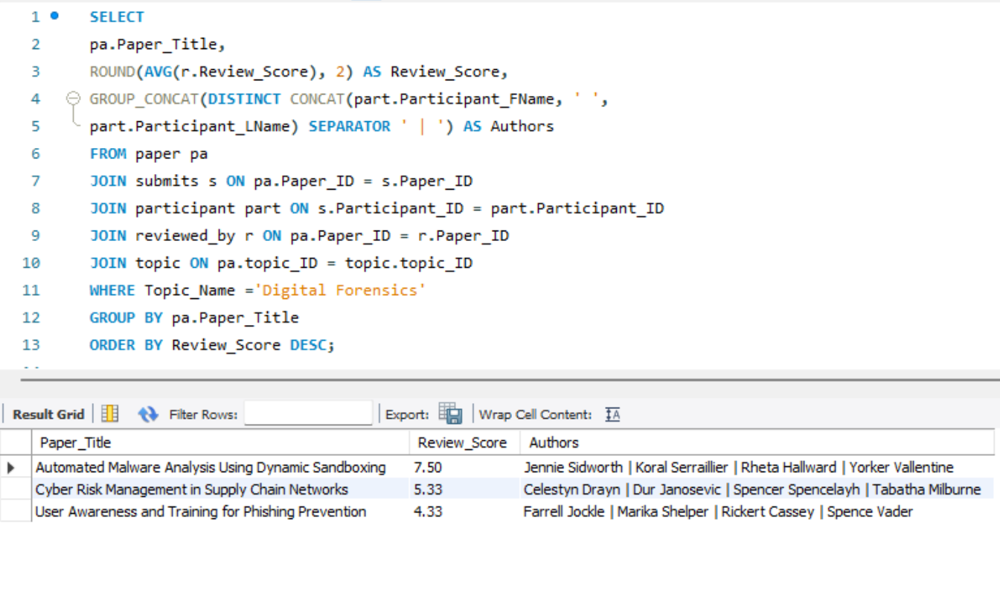 1 SELECT
2 pa.Paper_Title,
3 ROUND(AVG(r.Review_Score), 2) AS Review_Score,
4 GROUP_CONCAT(DISTINCT CONCAT(part.Participant_FName, ' ',
5 part.Participant_LName) SEPARATOR ' | ') AS Authors
6 FROM paper pa
7 JOIN submits s ON pa.Paper_ID = s.Paper_ID
8 JOIN participant part ON s.Participant_ID = part.Participant_ID
9 JOIN reviewed_by r ON pa.Paper_ID = r.Paper_ID
10 JOIN topic ON pa.topic_ID = topic.topic_ID
11 WHERE Topic_Name ='Digital Forensics'
12 GROUP BY pa.Paper_Title
13 ORDER BY Review_Score DESC;
Result Grid Filter Rows: Export: Wrap Cell Content: IA
Paper_Title Review_Score Authors
Automated Malware Analysis Using Dynamic Sandboxing 7.50 Jennie Sidworth | Koral Serraillier | Rheta Hallward | Yorker Vallentine
Cyber Risk Management in Supply Chain Networks 5.33 Celestyn Drayn | Dur Janosevic | Spencer Spencelayh | Tabatha Milburne
User Awareness and Training for Phishing Prevention 4.33 Farrell Jockle | Marika Shelper | Rickert Cassey | Spence Vader